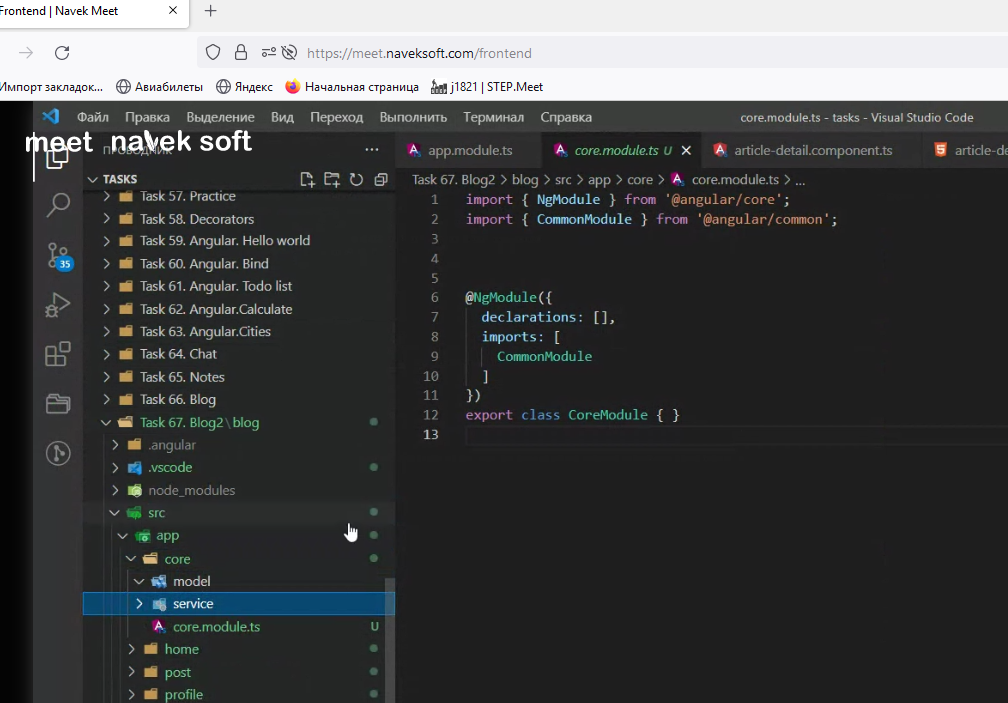 Frontend | Navek Meet
https://meet.naveksoft.com/frontend
Импорт закладок... Авиабилеты Яндекс Начальная страница j1821 | STEP.Meet
Файл Правка Выделение Вид Переход Выполнить Терминал Справка core.module.ts - tasks - Visual Studio Code
meet navek soft
ПРОВОДНИК
app.module.ts core.module.ts U article-detail.component.ts article-de
TASKS
Task 67. Blog2 > blog > src > app > core > core.module.ts > ...
Task 57. Practice
Task 58. Decorators
Task 59. Angular. Hello world
Task 60. Angular. Bind
Task 61. Angular. Todo list
Task 62. Angular.Calculate
Task 63. Angular.Cities
Task 64. Chat
Task 65. Notes
Task 66. Blog
Task 67. Blog2\blog
.angular
.vscode
node_modules
src
app
core
model
service
core.module.ts U
home
post
profile
35
1 import { NgModule } from '@angular/core';
2 import { CommonModule } from '@angular/common';
3
4
5
6 @NgModule({
7 declarations: [],
8 imports: [
9 CommonModule
10 ]
11 })
12 export class CoreModule { }
13